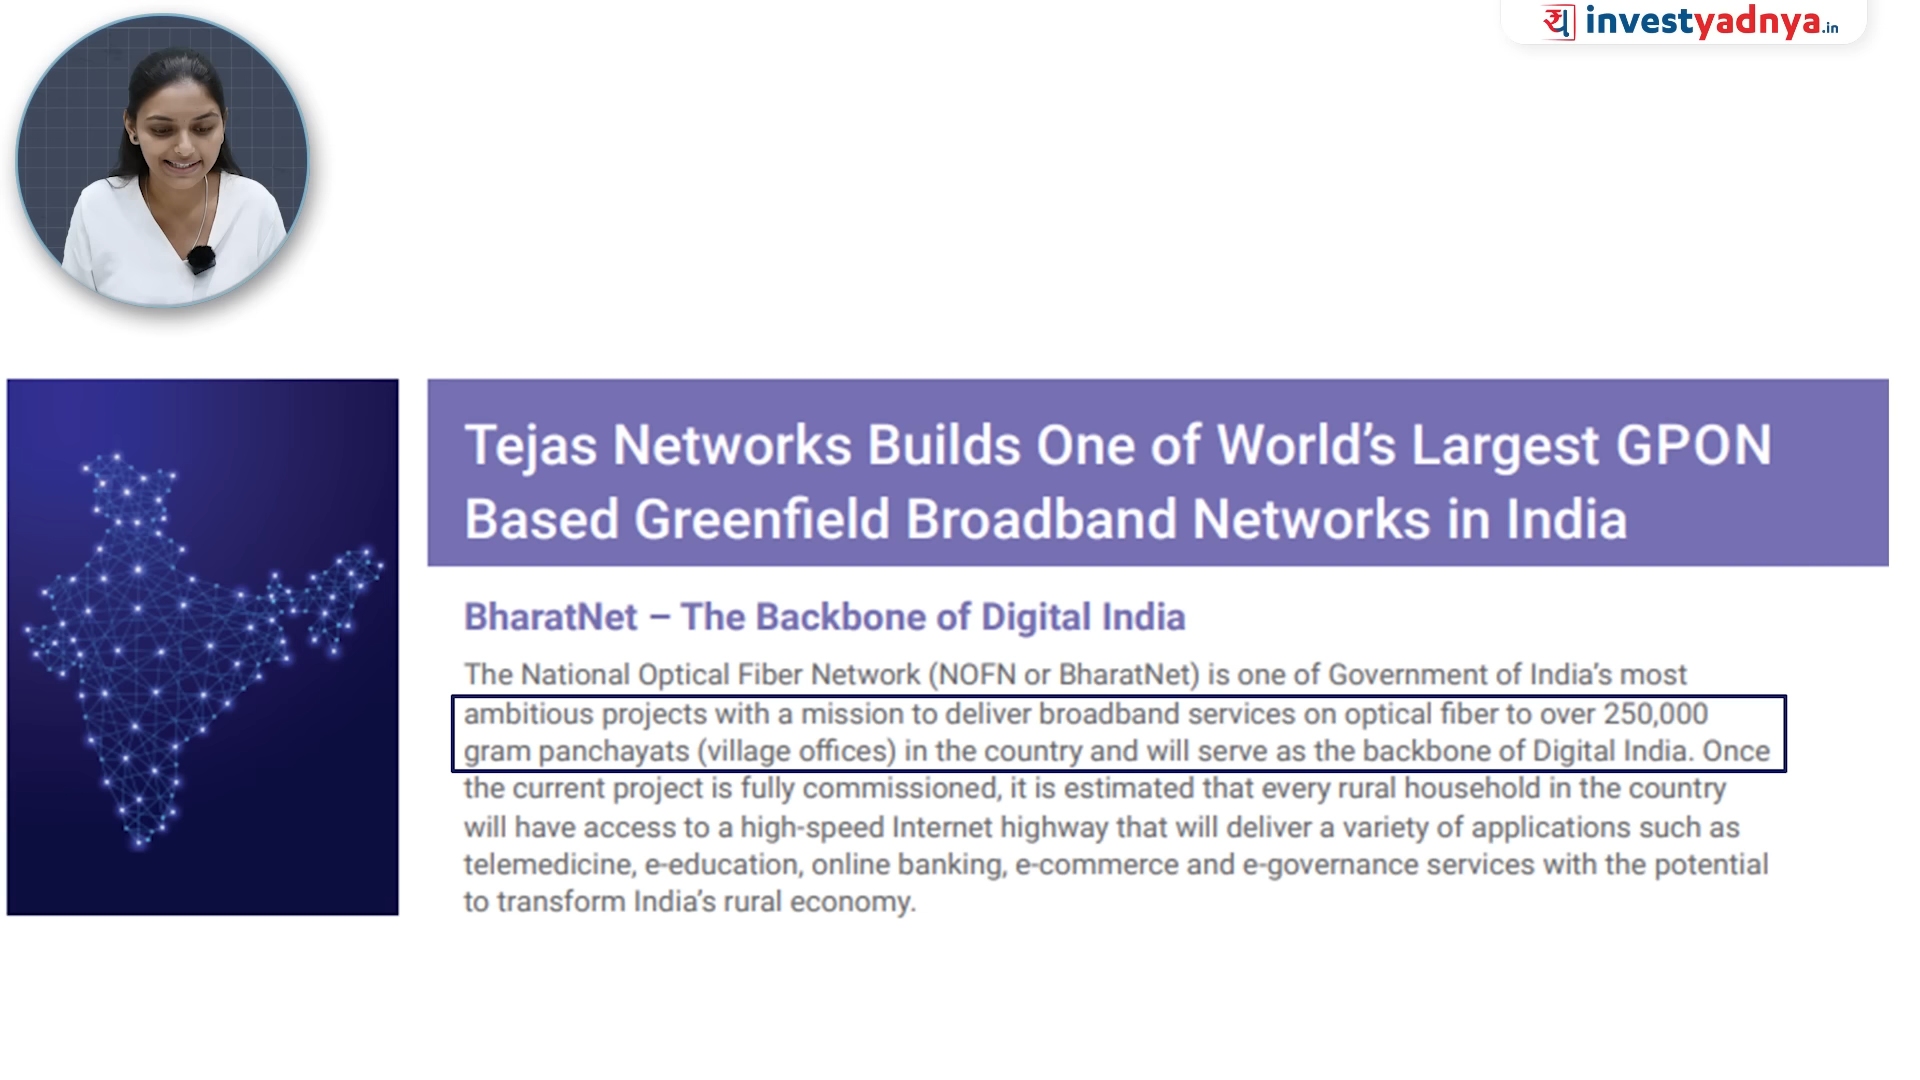 investyadnya.in
Tejas Networks Builds One of World's Largest GPON
Based Greenfield Broadband Networks in India
BharatNet – The Backbone of Digital India
The National Optical Fiber Network (NOFN or BharatNet) is one of Government of India's most
ambitious projects with a mission to deliver broadband services on optical fiber to over 250,000
gram panchayats (village offices) in the country and will serve as the backbone of Digital India. Once
the current project is fully commissioned, it is estimated that every rural household in the country
will have access to a high-speed Internet highway that will deliver a variety of applications such as
telemedicine, e-education, online banking, e-commerce and e-governance services with the potential
to transform India's rural economy.